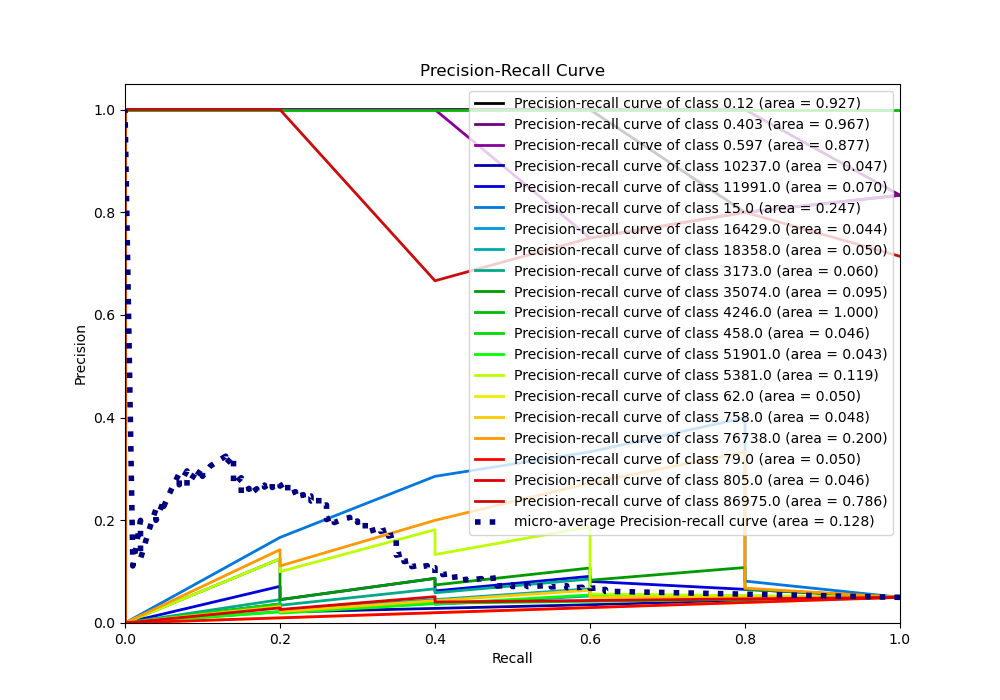 Precision-Recall Curve
1.0
0.8
0.6
0.4
0.2
0.0
Precision
Precision-recall curve of class 0.12 (area = 0.927)
Precision-recall curve of class 0.403 (area = 0.967)
Precision-recall curve of class 0.597 (area = 0.877)
Precision-recall curve of class 10237.0 (area = 0.047)
Precision-recall curve of class 11991.0 (area = 0.070)
Precision-recall curve of class 15.0 (area = 0.247)
Precision-recall curve of class 16429.0 (area = 0.044)
Precision-recall curve of class 18358.0 (area = 0.050)
Precision-recall curve of class 3173.0 (area = 0.060)
Precision-recall curve of class 35074.0 (area = 0.095)
Precision-recall curve of class 4246.0 (area = 1.000)
Precision-recall curve of class 458.0 (area = 0.046)
Precision-recall curve of class 51901.0 (area = 0.043)
Precision-recall curve of class 5381.0 (area = 0.119)
Precision-recall curve of class 62.0 (area = 0.050)
Precision-recall curve of class 758.0 (area = 0.048)
Precision-recall curve of class 76738.0 (area = 0.200)
Precision-recall curve of class 79.0 (area = 0.050)
Precision-recall curve of class 805.0 (area = 0.046)
Precision-recall curve of class 86975.0 (area = 0.786)
micro-average Precision-recall curve (area = 0.128)
0.0 0.2 0.4 0.6 0.8 1.0
Recall